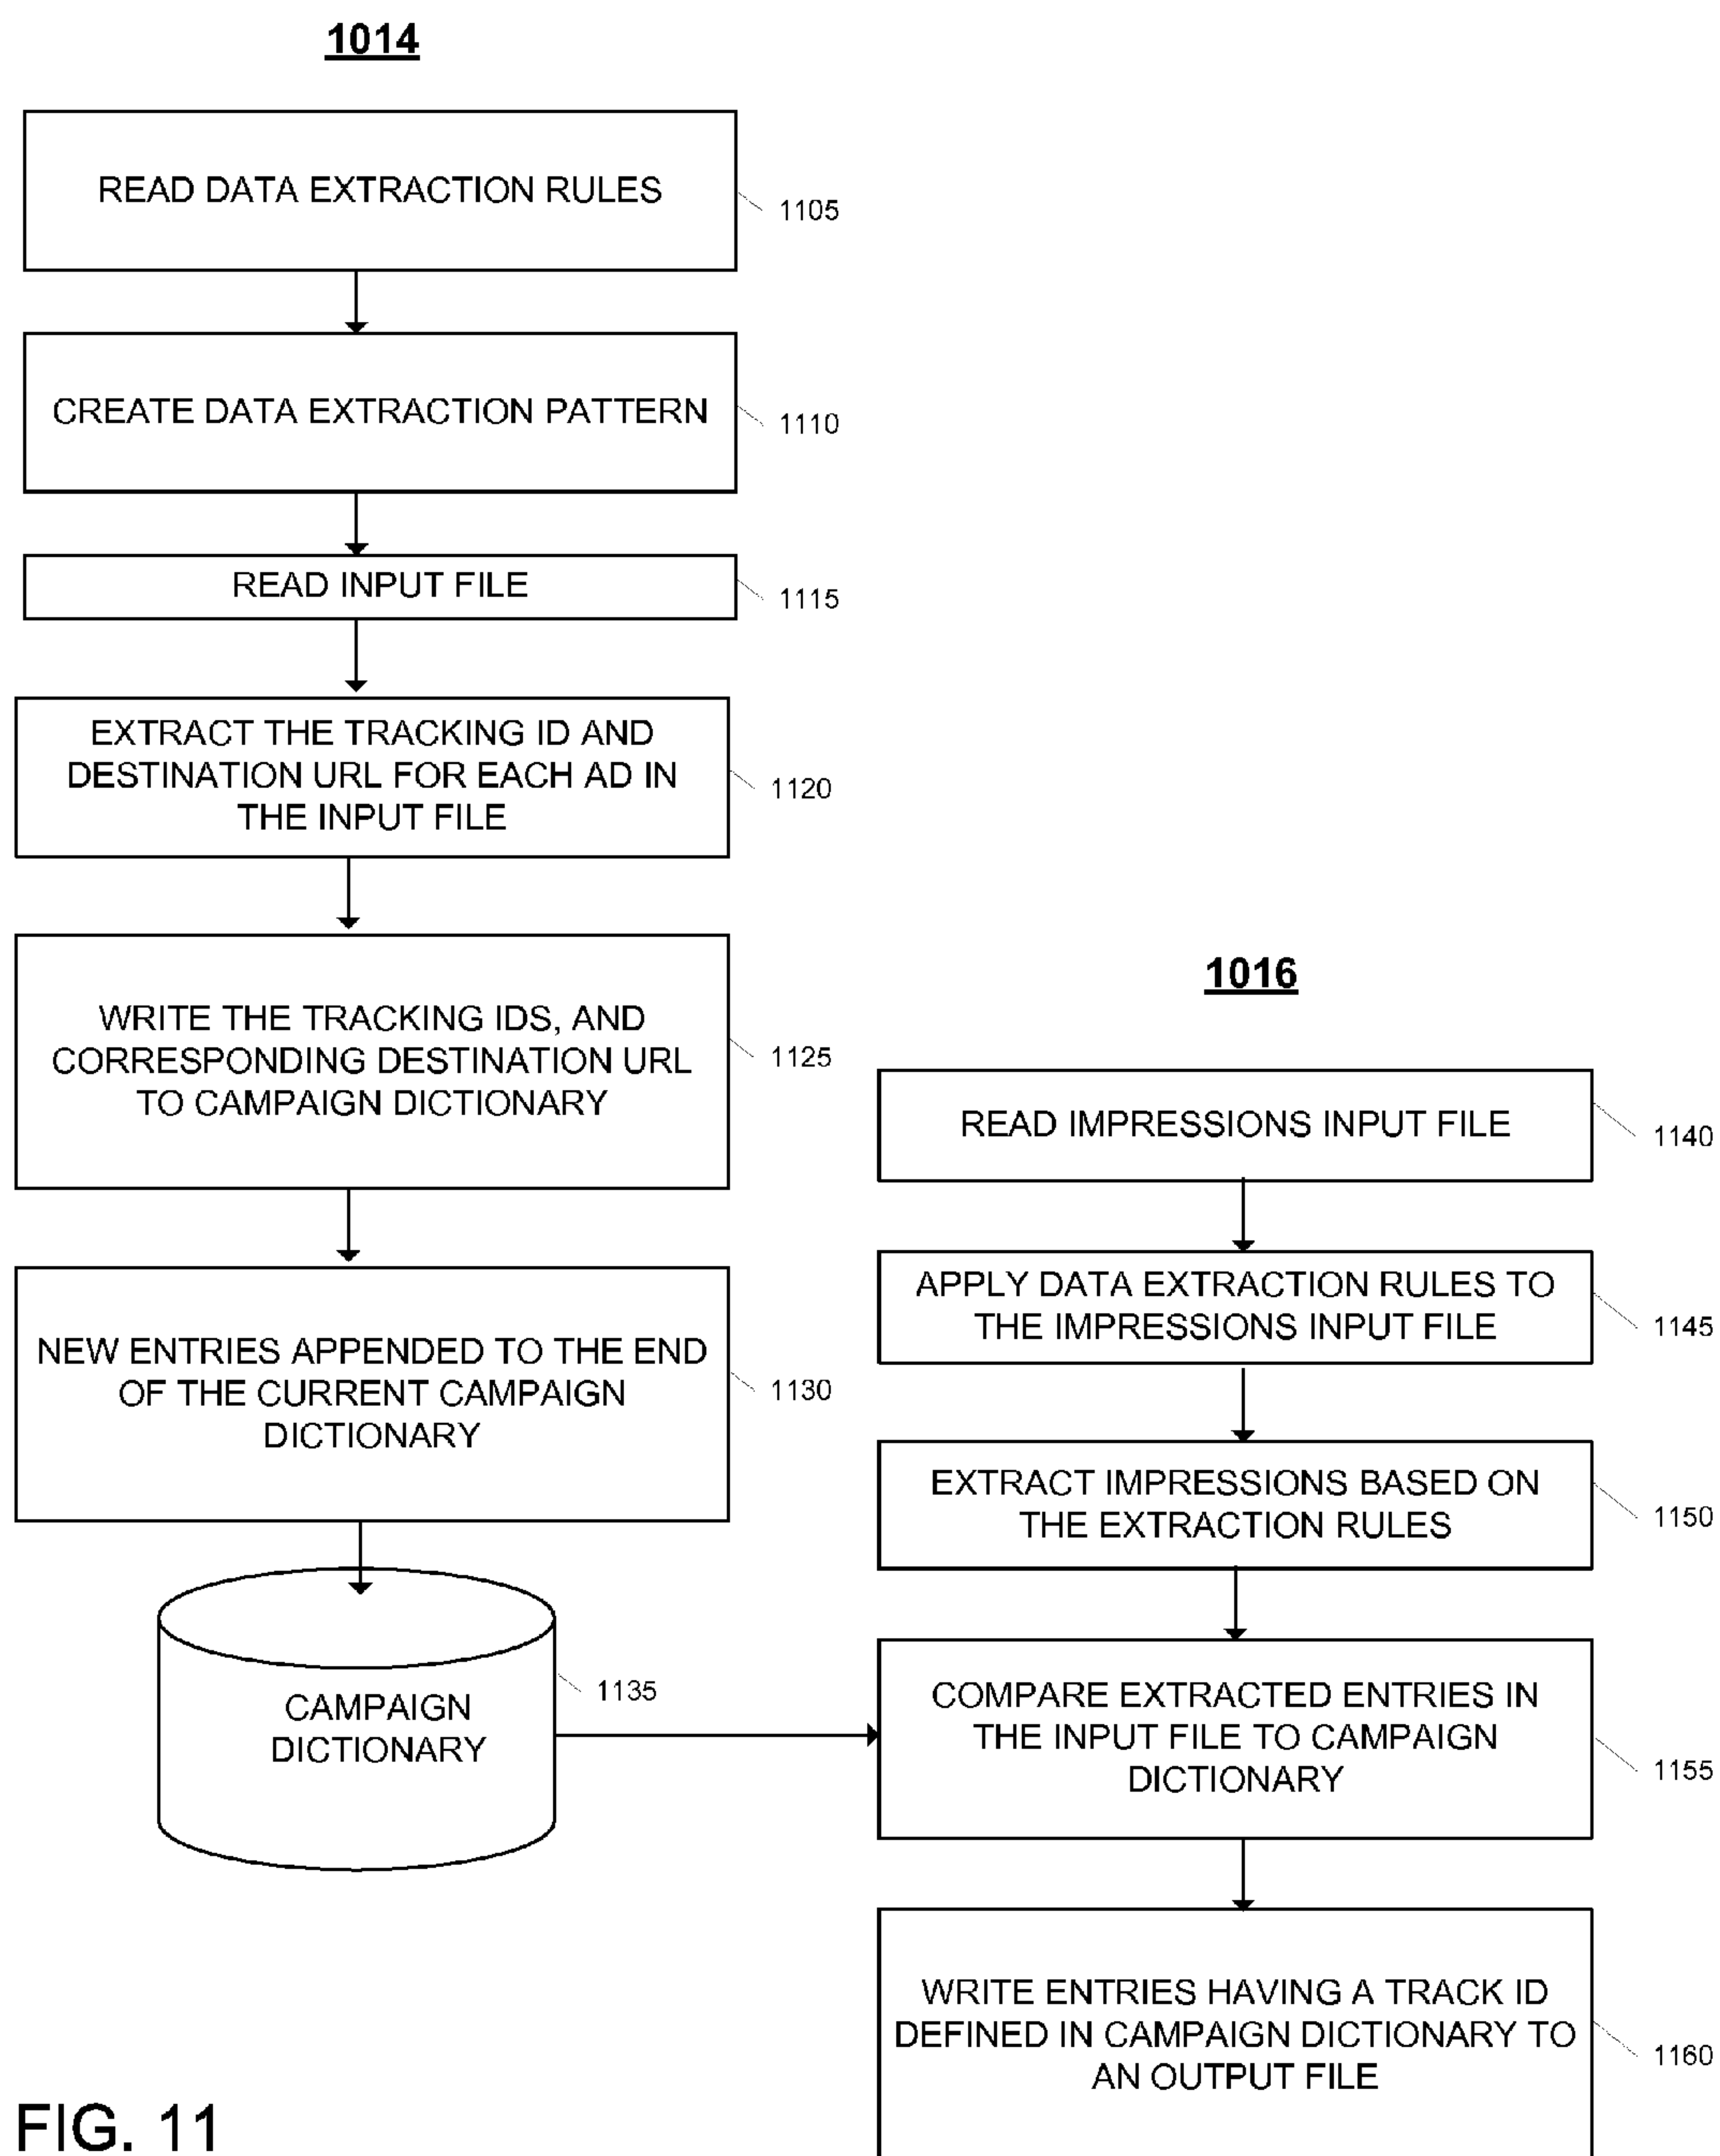 1014
READ DATA EXTRACTION RULES
1105
CREATE DATA EXTRACTION PATTERN
1110
READ INPUT FILE
1115
EXTRACT THE TRACKING ID AND
DESTINATION URL FOR EACH AD IN
THE INPUT FILE
1120
WRITE THE TRACKING IDS, AND
CORRESPONDING DESTINATION URL
TO CAMPAIGN DICTIONARY
1125
NEW ENTRIES APPENDED TO THE END
OF THE CURRENT CAMPAIGN
DICTIONARY
1130
CAMPAIGN
DICTIONARY
1135
1016
READ IMPRESSIONS INPUT FILE
1140
APPLY DATA EXTRACTION RULES TO
THE IMPRESSIONS INPUT FILE
1145
EXTRACT IMPRESSIONS BASED ON
THE EXTRACTION RULES
1150
COMPARE EXTRACTED ENTRIES IN
THE INPUT FILE TO CAMPAIGN
DICTIONARY
1155
WRITE ENTRIES HAVING A TRACK ID
DEFINED IN CAMPAIGN DICTIONARY TO
AN OUTPUT FILE
1160
FIG. 11